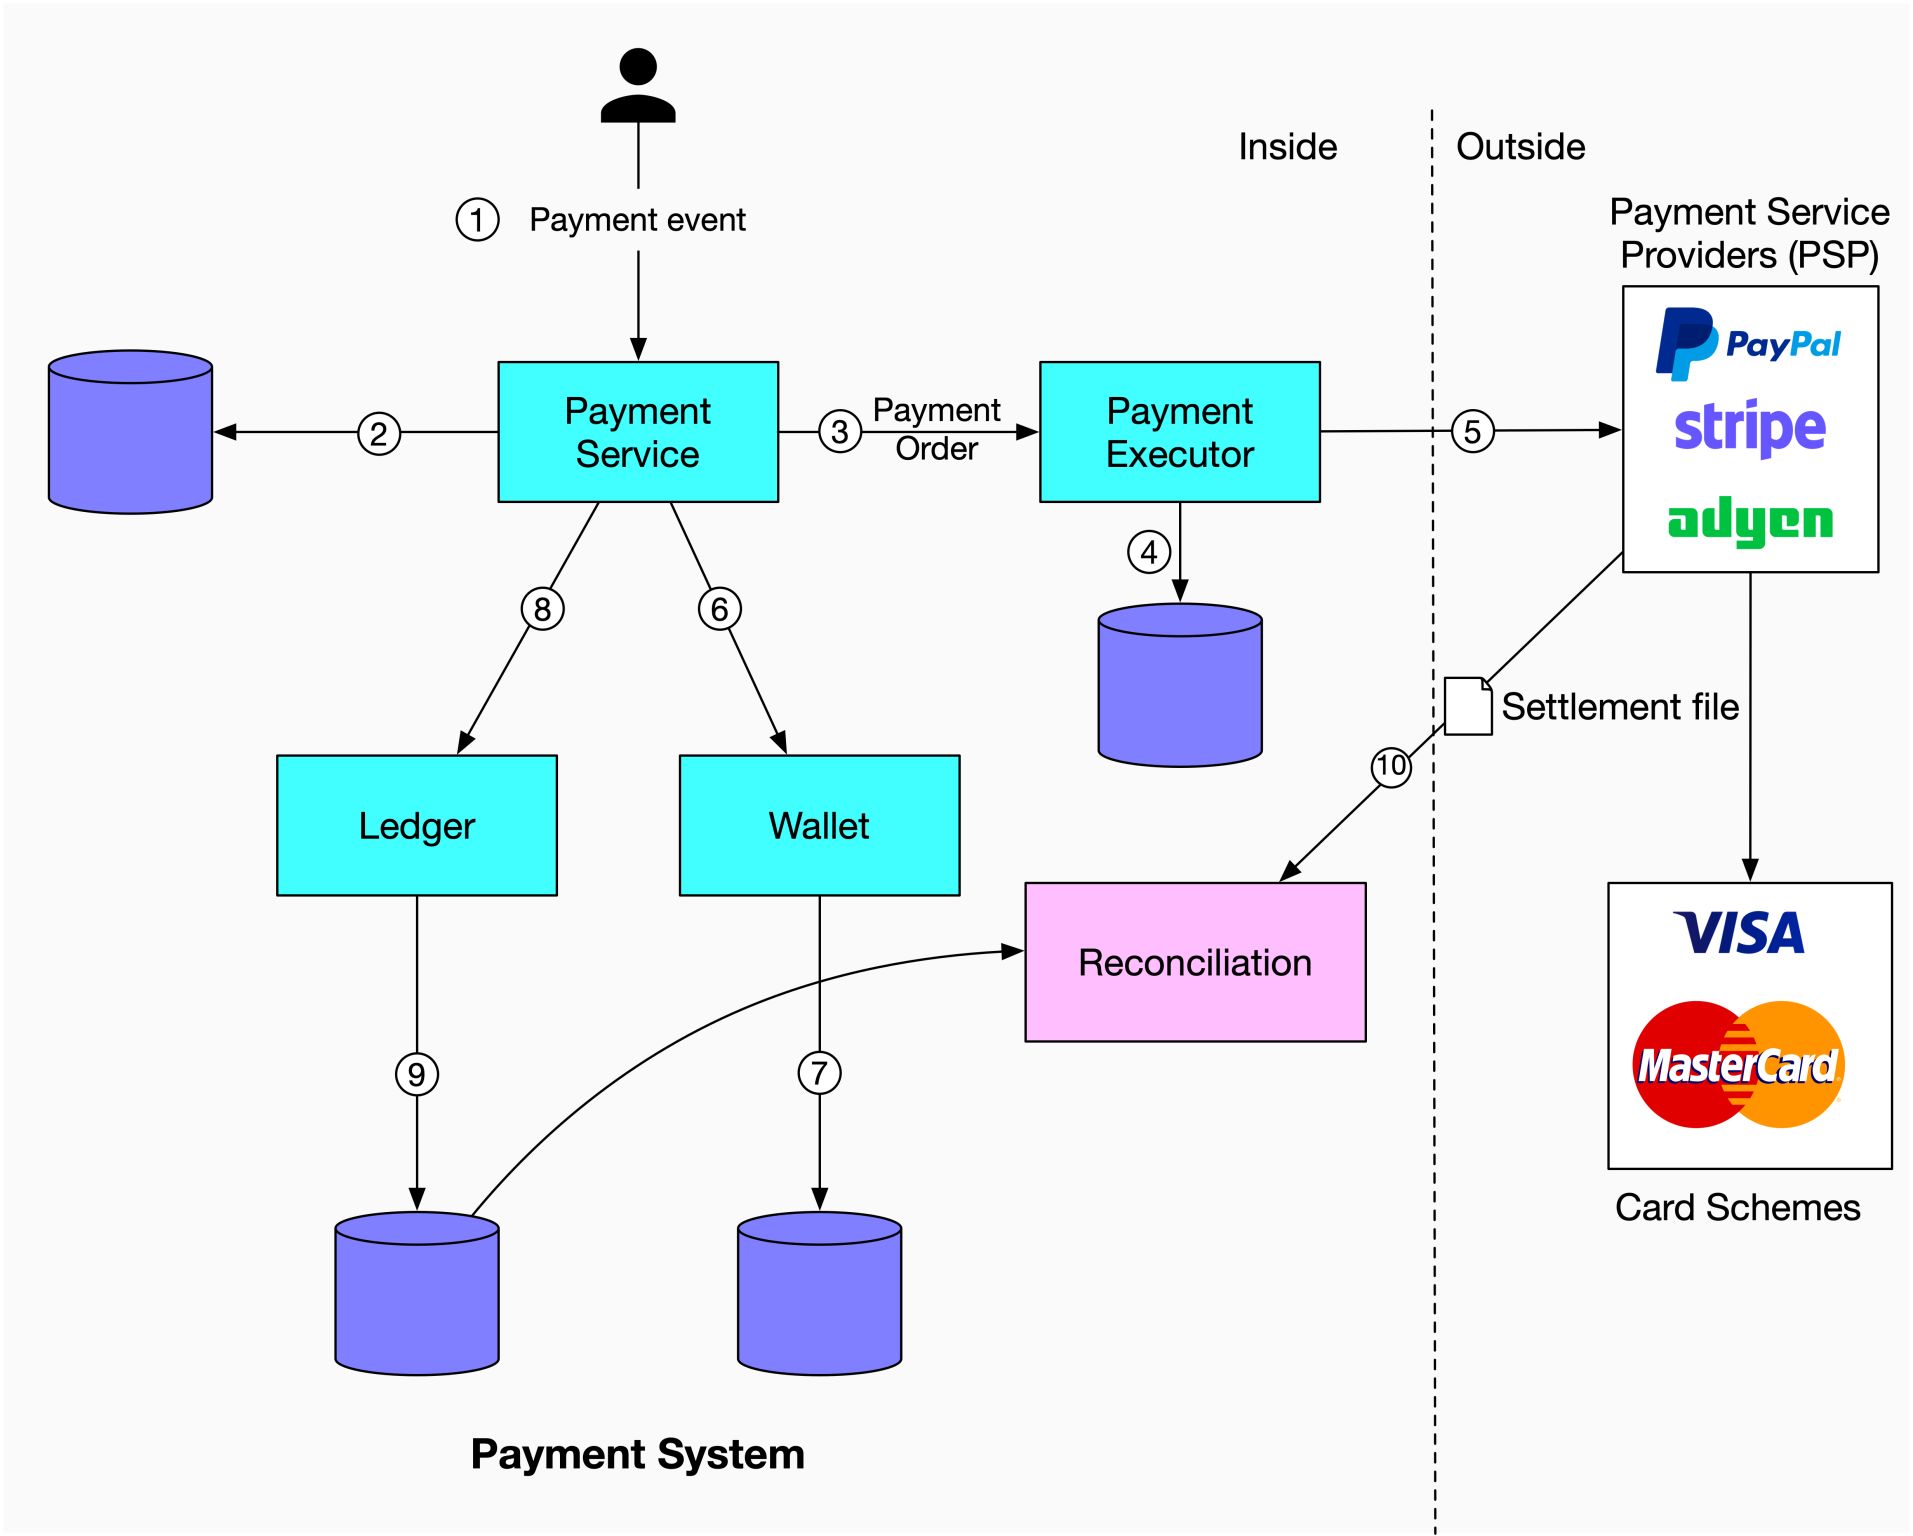 Inside
Outside
Payment Service
Providers (PSP)
1
Payment event
PayPal
stripe
adyen
2
Payment
Service
3
Payment
Order
Payment
Executor
5
4
8
6
Settlement file
10
Ledger
Wallet
Reconciliation
VISA
MasterCard
9
7
Card Schemes
Payment System